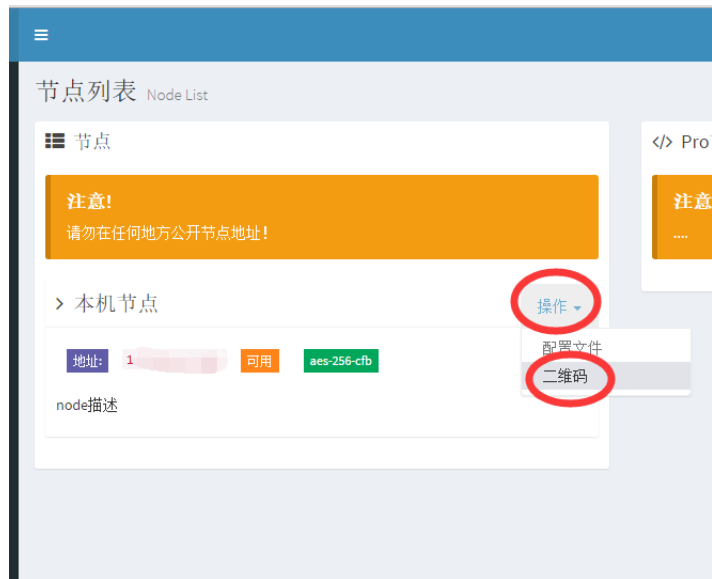 节点列表 Node List
节点
注意!
请勿在任何地方公开节点地址!
</> Pro
注意
....
本机节点
操作
地址: 1 可用 aes-256-cfb
配置文件
二维码
node描述